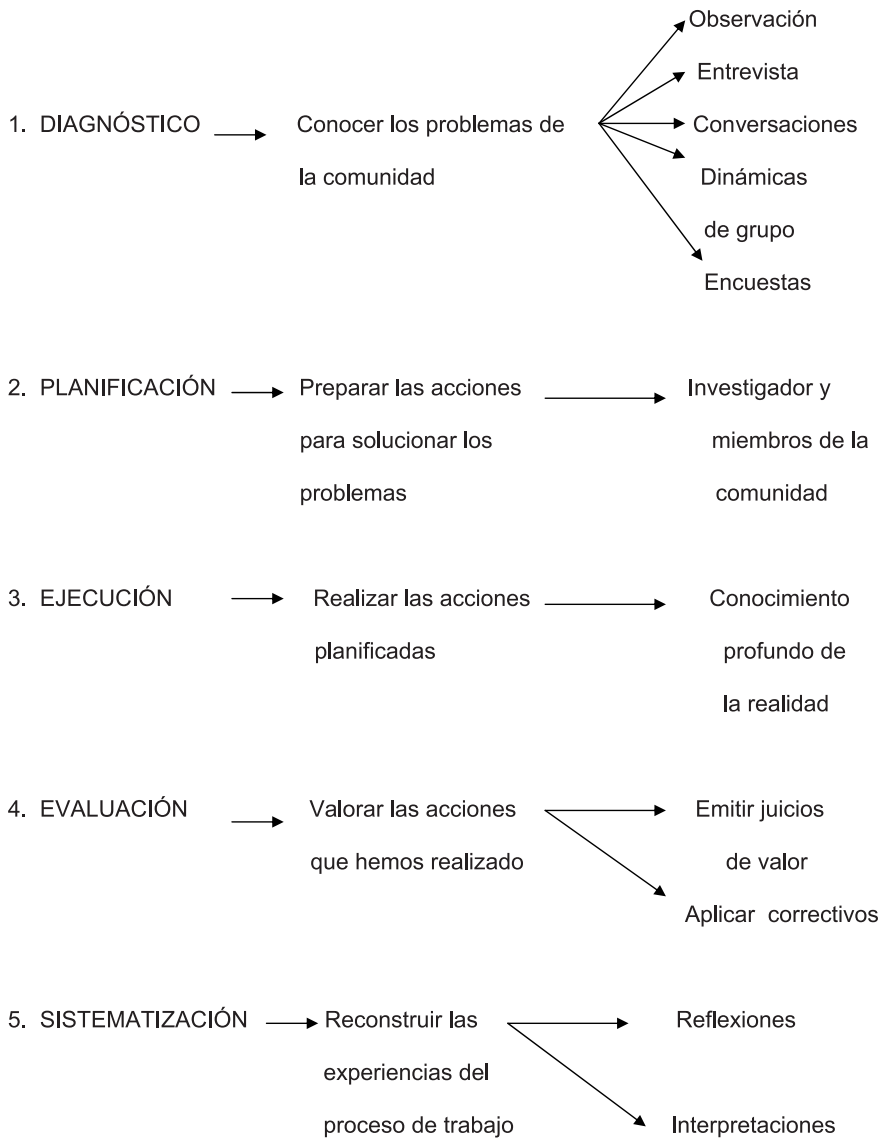 Observación
Entrevista
1. DIAGNÓSTICO Conocer los problemas de Conversaciones
la comunidad Dinámicas
de grupo
Encuestas
2. PLANIFICACIÓN Preparar las acciones Investigador y
para solucionar los miembros de la
problemas comunidad
3. EJECUCIÓN Realizar las acciones Conocimiento
planificadas profundo de
la realidad
4. EVALUACIÓN Valorar las acciones Emitir juicios
que hemos realizado de valor
Aplicar correctivos
5. SISTEMATIZACIÓN Reconstruir las Reflexiones
experiencias del
proceso de trabajo Interpretaciones